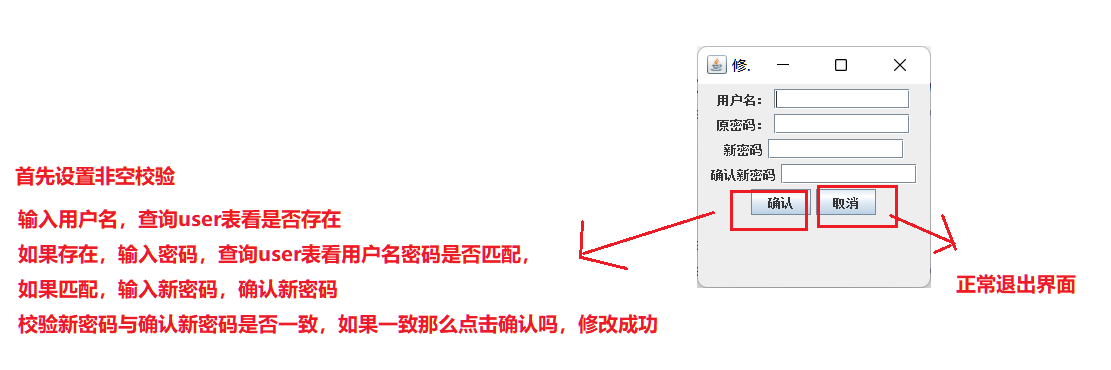 修.
用户名：
原密码：
新密码
确认新密码
确认
取消
首先设置非空校验
输入用户名，查询user表看是否存在
如果存在，输入密码，查询user表看用户名密码是否匹配，
如果匹配，输入新密码，确认新密码
校验新密码与确认新密码是否一致，如果一致那么点击确认吗，修改成功
正常退出界面